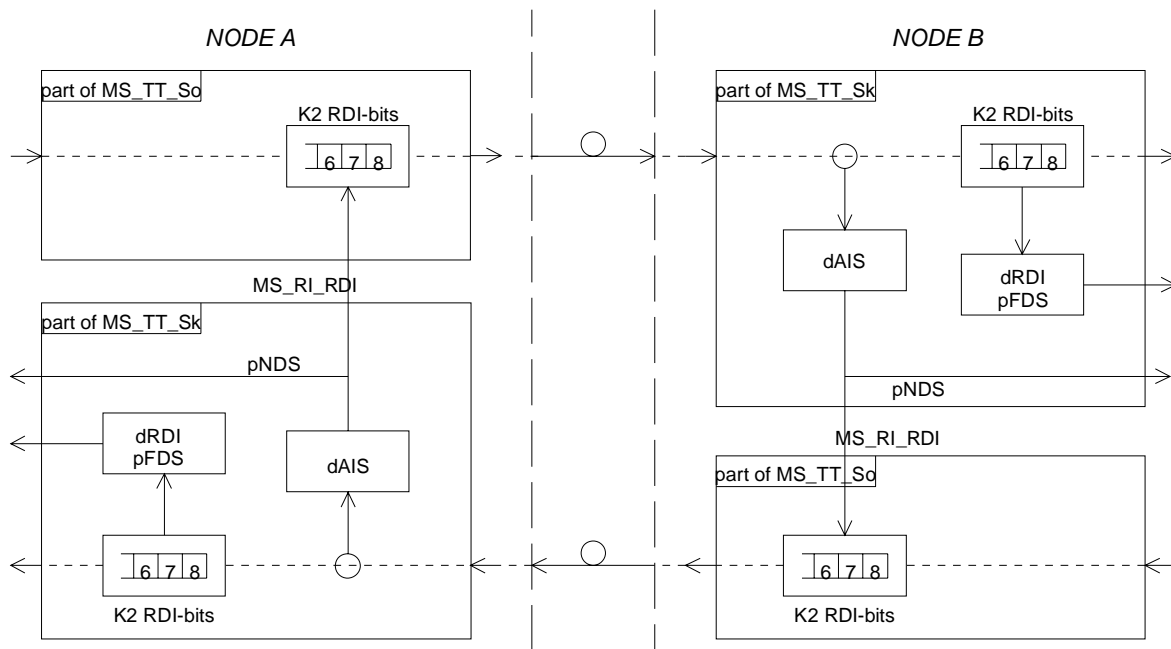 NODE A
NODE B
part of MS_TT_So
K2 RDI-bits
6 7 8
part of MS_TT_Sk
K2 RDI-bits
6 7 8
dAIS
dRDI
pFDS
MS_RI_RDI
part of MS_TT_Sk
pNDS
dRDI
pFDS
dAIS
6 7 8
K2 RDI-bits
pNDS
MS_RI_RDI
part of MS_TT_So
6 7 8
K2 RDI-bits